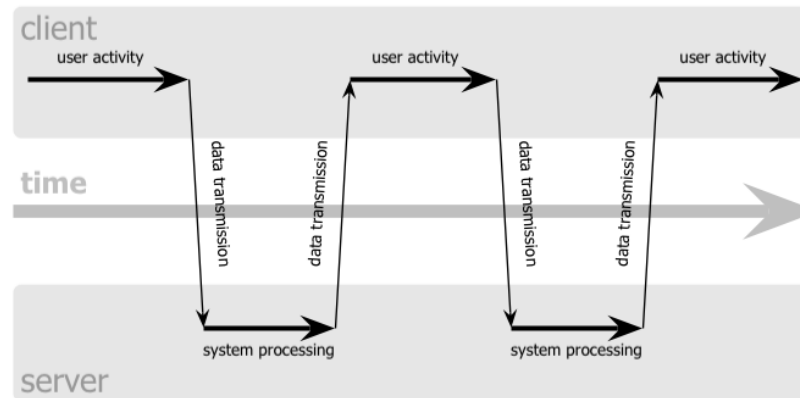 client
user activity
user activity
user activity
data transmission
data transmission
data transmission
data transmission
time
system processing
system processing
server